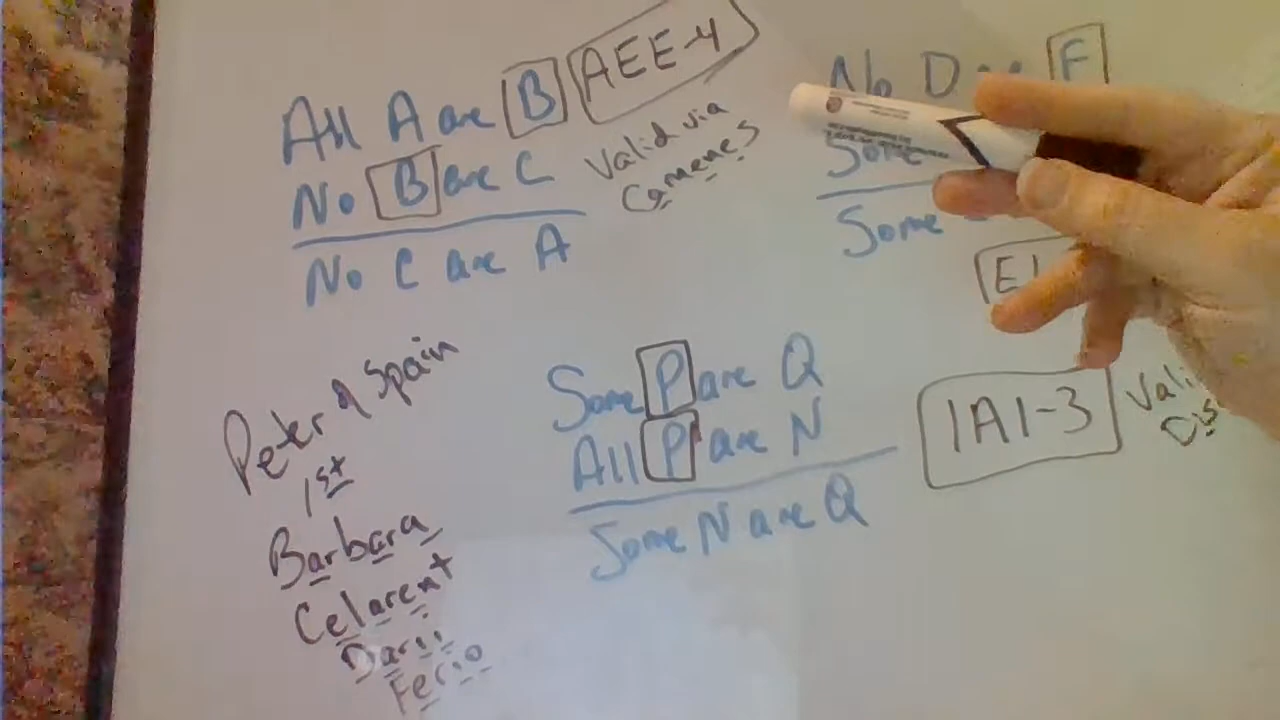 All A are B AEE-4
No B are C
No C are A
Valid via
Camenes
No D F
Some
Some
EI
Peter of Spain
1st
Barbara
Celarent
Darii
Ferio
Some P are Q
All P are N
Some N are Q
IAI-3